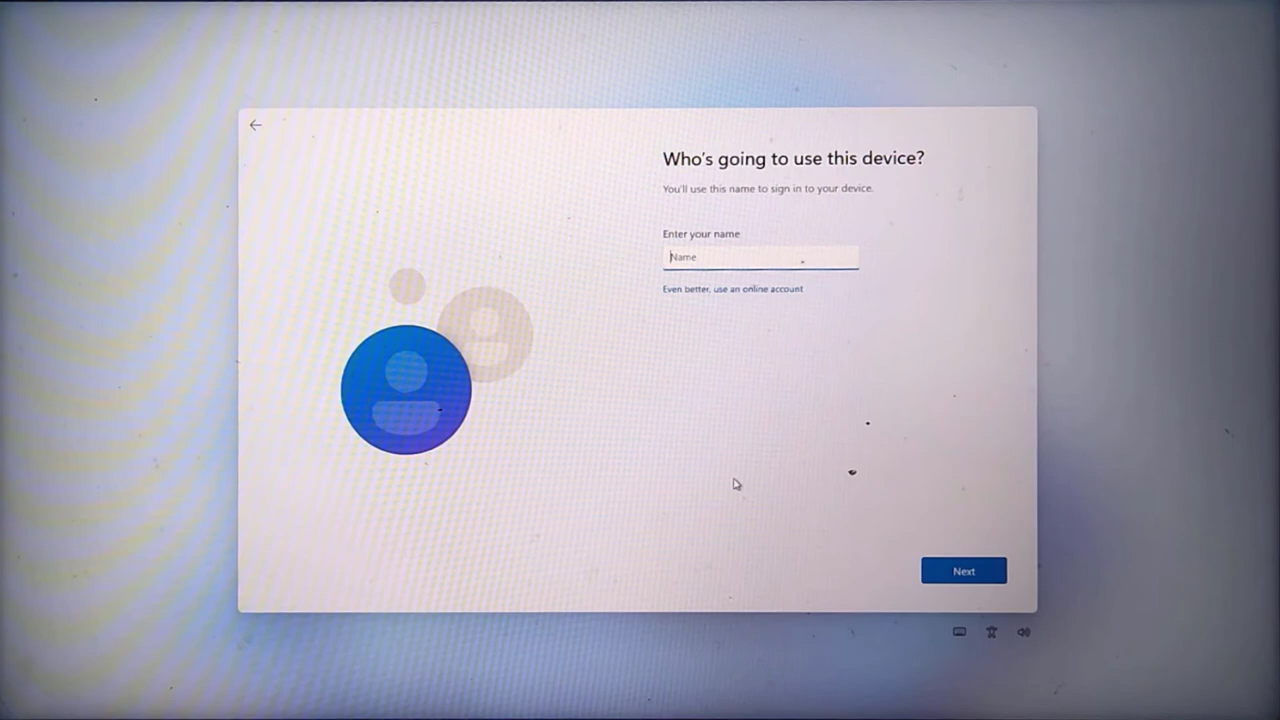 Who's going to use this device?
You'll use this name to sign in to your device.
Enter your name
Name
Even better, use an online account
Next